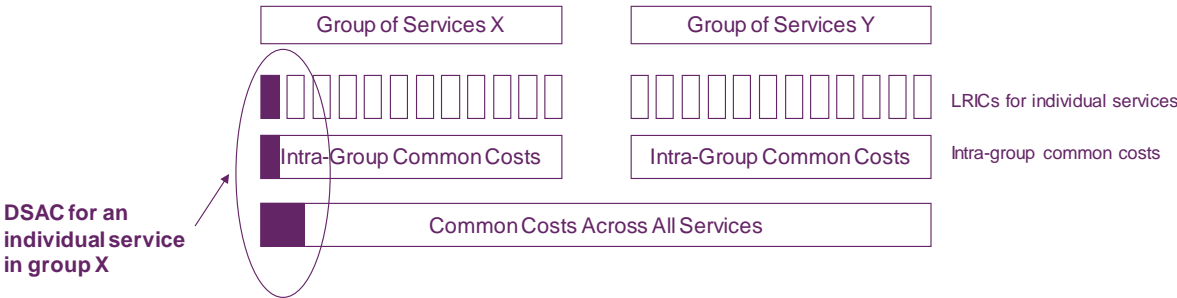 Group of Services X
Group of Services Y
LRICs for individual services
Intra-Group Common Costs
Intra-Group Common Costs
Intra-group common costs
DSAC for an
individual service
in group X
Common Costs Across All Services